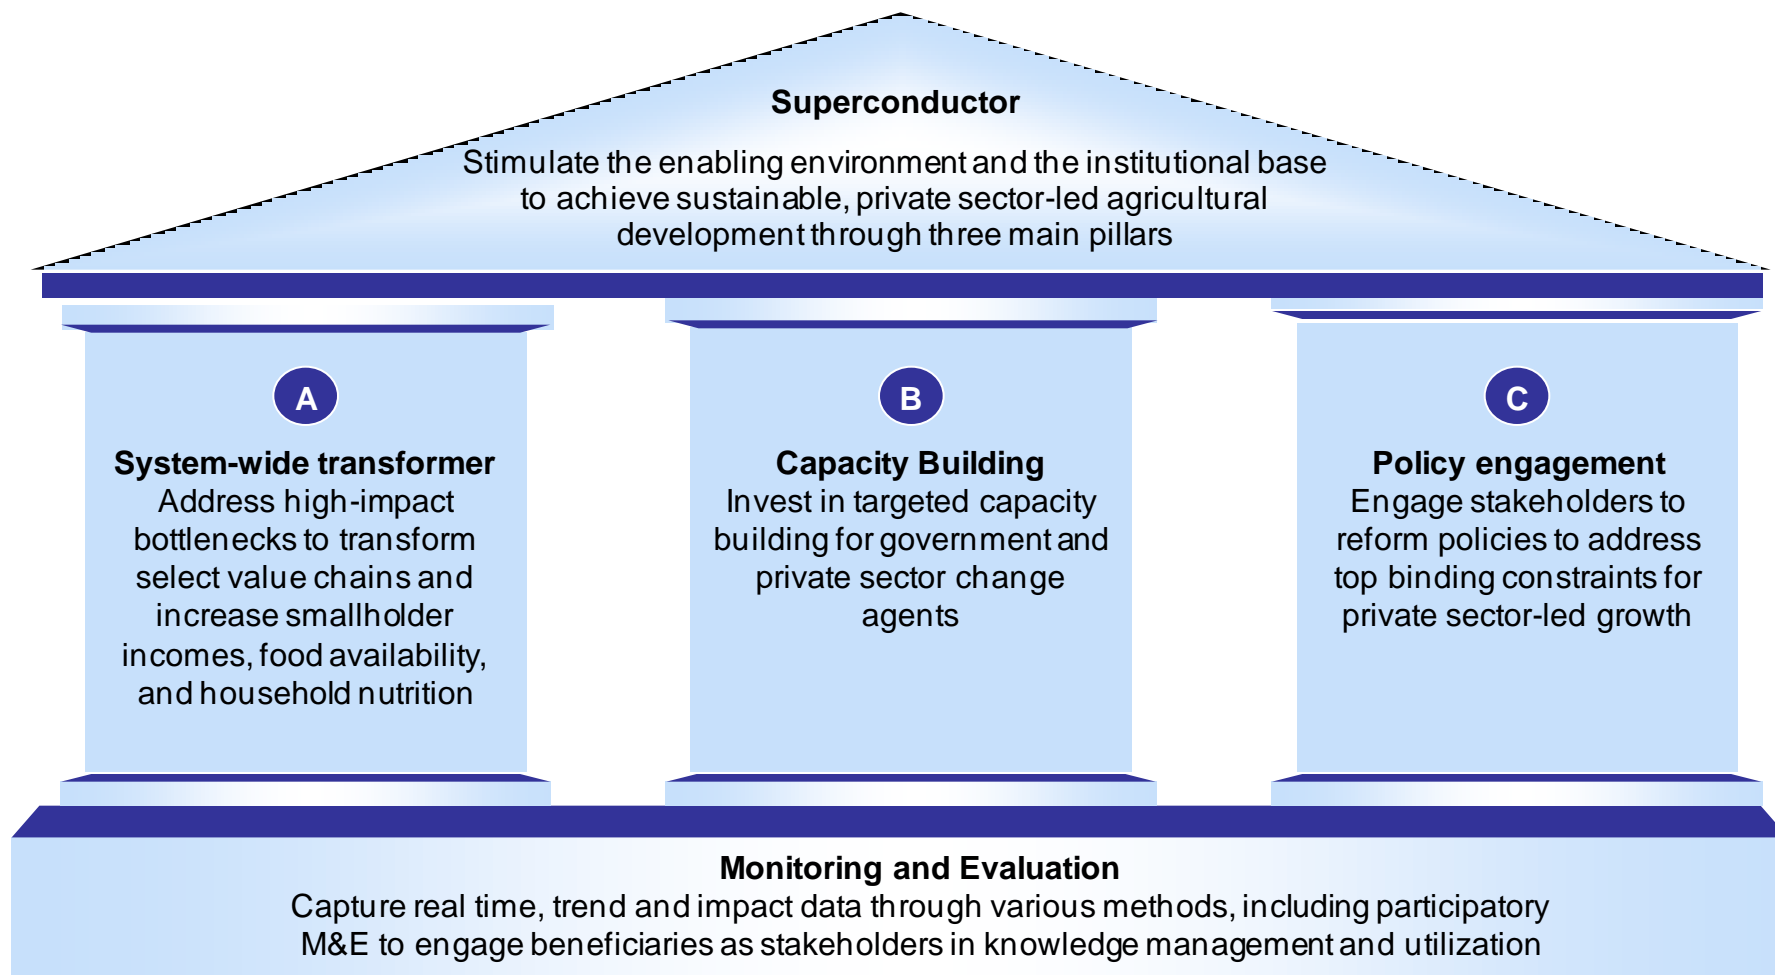 Superconductor
Stimulate the enabling environment and the institutional base
to achieve sustainable, private sector-led agricultural
development through three main pillars
A
System-wide transformer
Address high-impact
bottlenecks to transform
select value chains and
increase smallholder
incomes, food availability,
and household nutrition
B
Capacity Building
Invest in targeted capacity
building for government and
private sector change
agents
C
Policy engagement
Engage stakeholders to
reform policies to address
top binding constraints for
private sector-led growth
Monitoring and Evaluation
Capture real time, trend and impact data through various methods, including participatory
M&E to engage beneficiaries as stakeholders in knowledge management and utilization